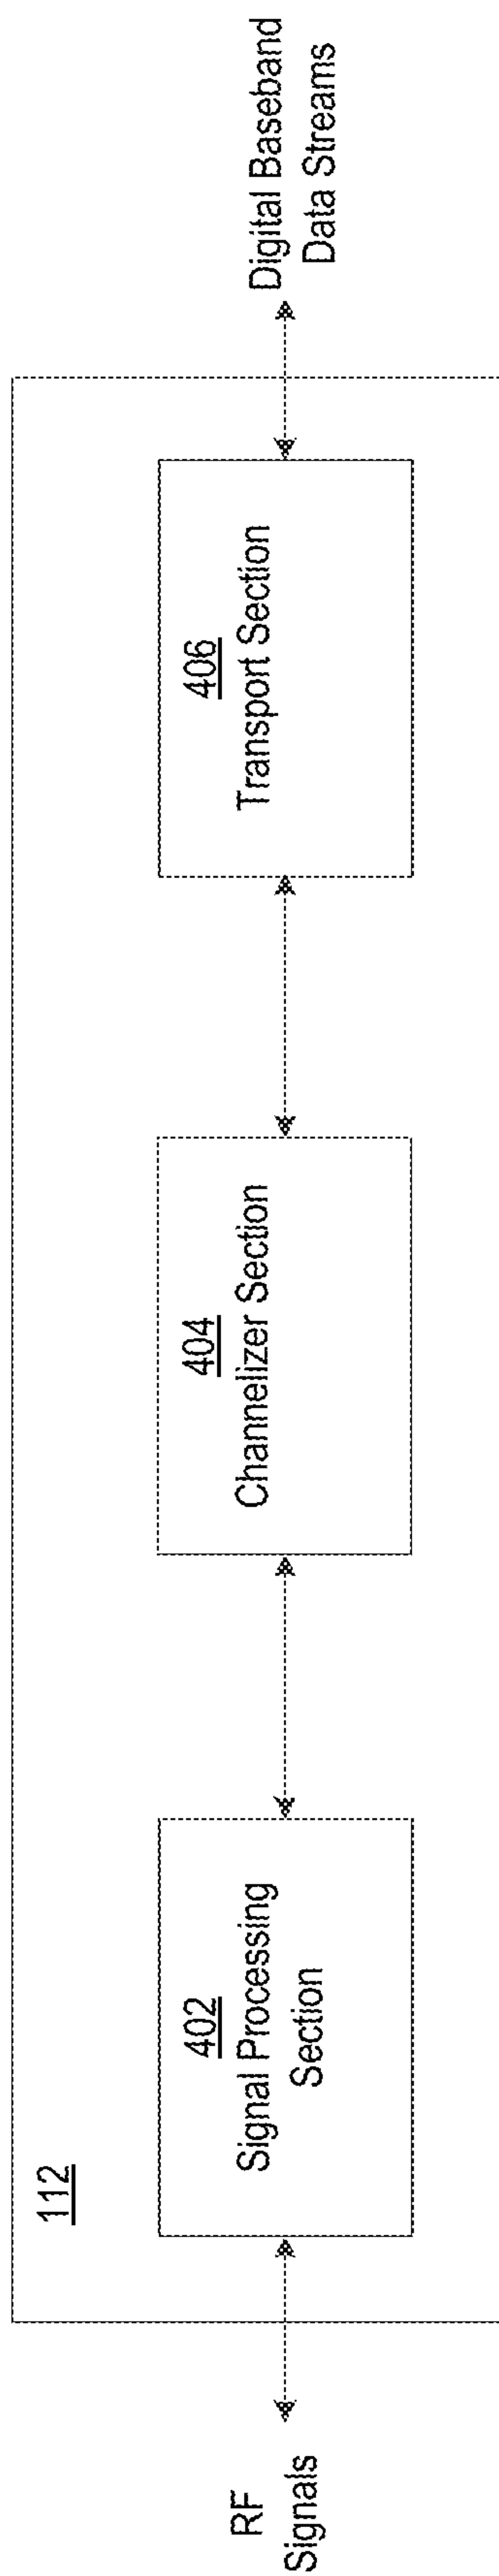 112
RF
Signals
402
Signal Processing
Section
404
Channelizer Section
406
Transport Section
Digital Baseband
Data Streams